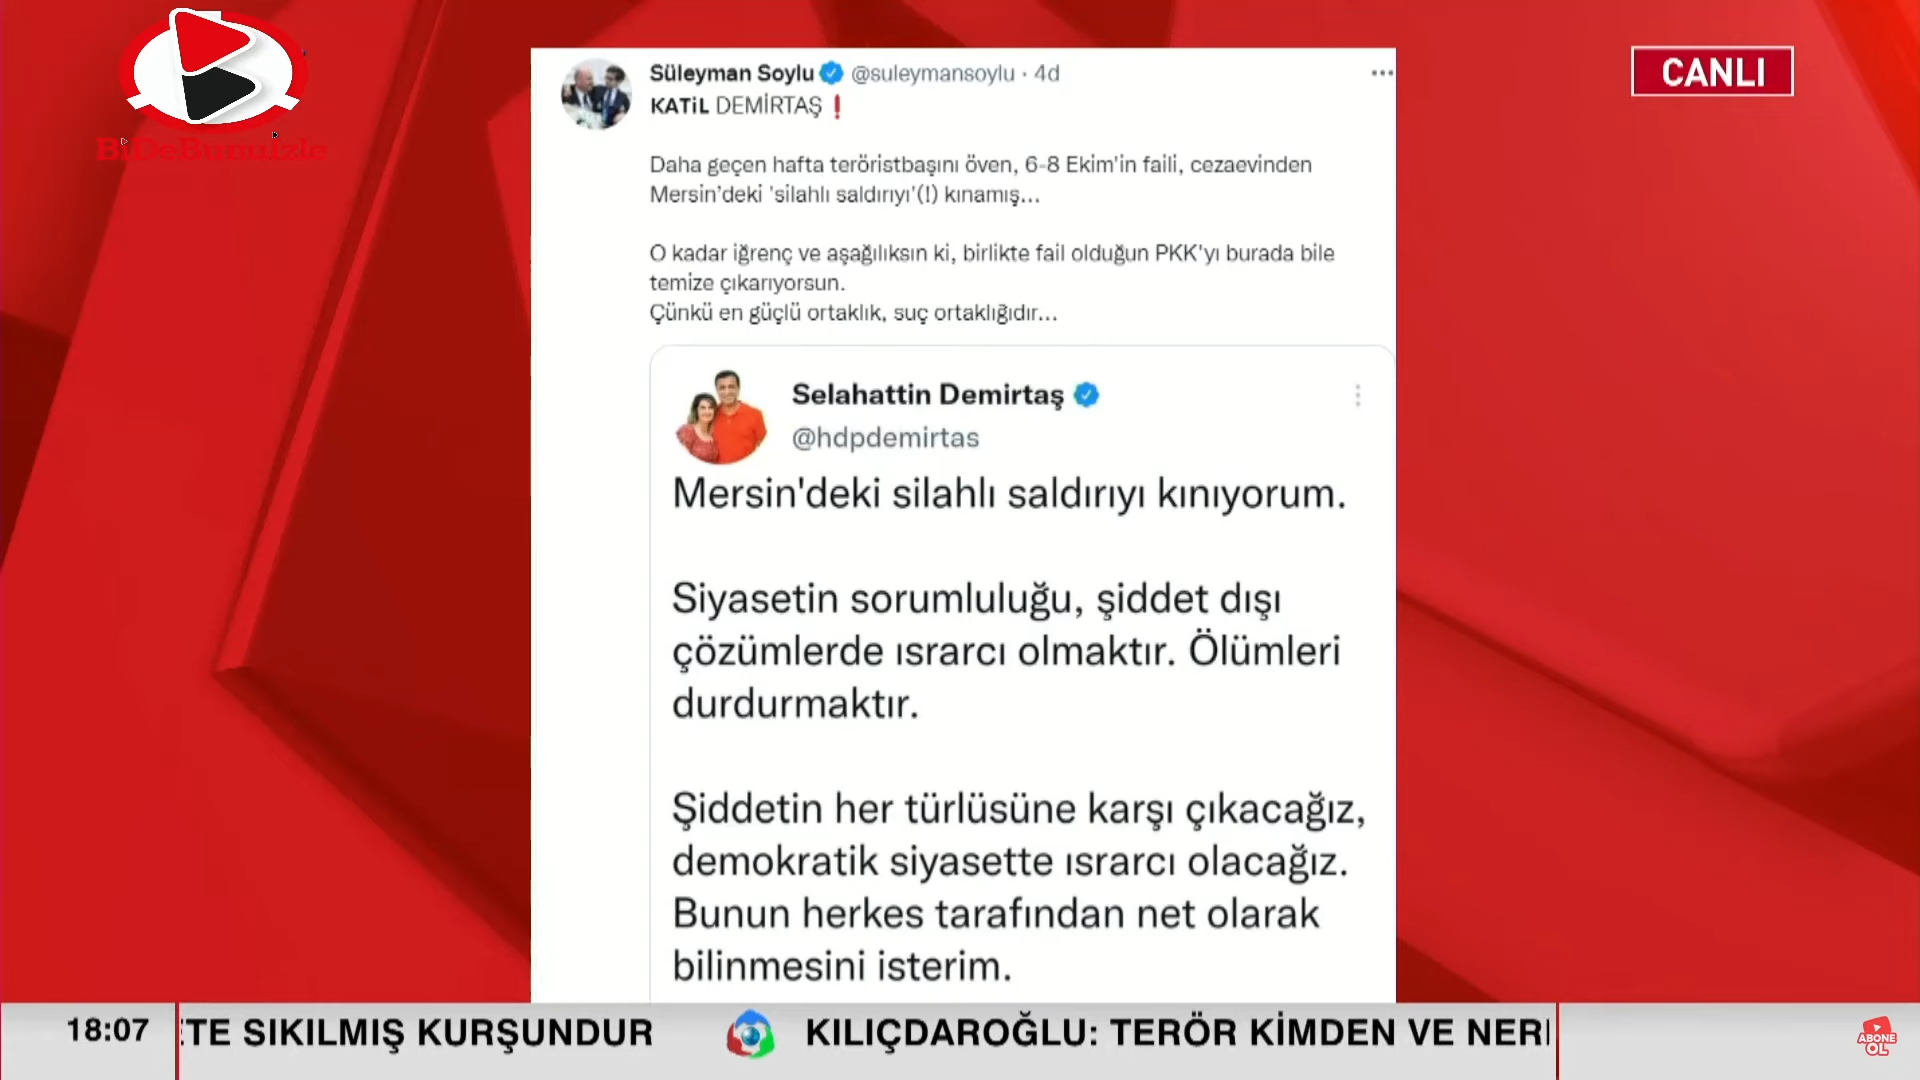 BiDeBunuIzle
CANLI
Süleyman Soylu @suleymansoylu · 4d
KATiL DEMİRTAŞ❗
Daha geçen hafta teröristbaşını öven, 6-8 Ekim'in faili, cezaevinden
Mersin’deki 'silahlı saldırıyı'(!) kınamış...
O kadar iğrenç ve aşağılıksın ki, birlikte fail olduğun PKK'yı burada bile
temize çıkarıyorsun.
Çünkü en güçlü ortaklık, suç ortaklığıdır...
Selahattin Demirtaş
@hdpdemirtas
Mersin'deki silahlı saldırıyı kınıyorum.
Siyasetin sorumluluğu, şiddet dışı
çözümlerde ısrarcı olmaktır. Ölümleri
durdurmaktır.
Şiddetin her türlüsüne karşı çıkacağız,
demokratik siyasette ısrarcı olacağız.
Bunun herkes tarafından net olarak
bilinmesini isterim.
18:07
TE SIKILMIŞ KURŞUNDUR KILIÇDAROĞLU: TERÖR KİMDEN VE NERİ
ABONE
OL